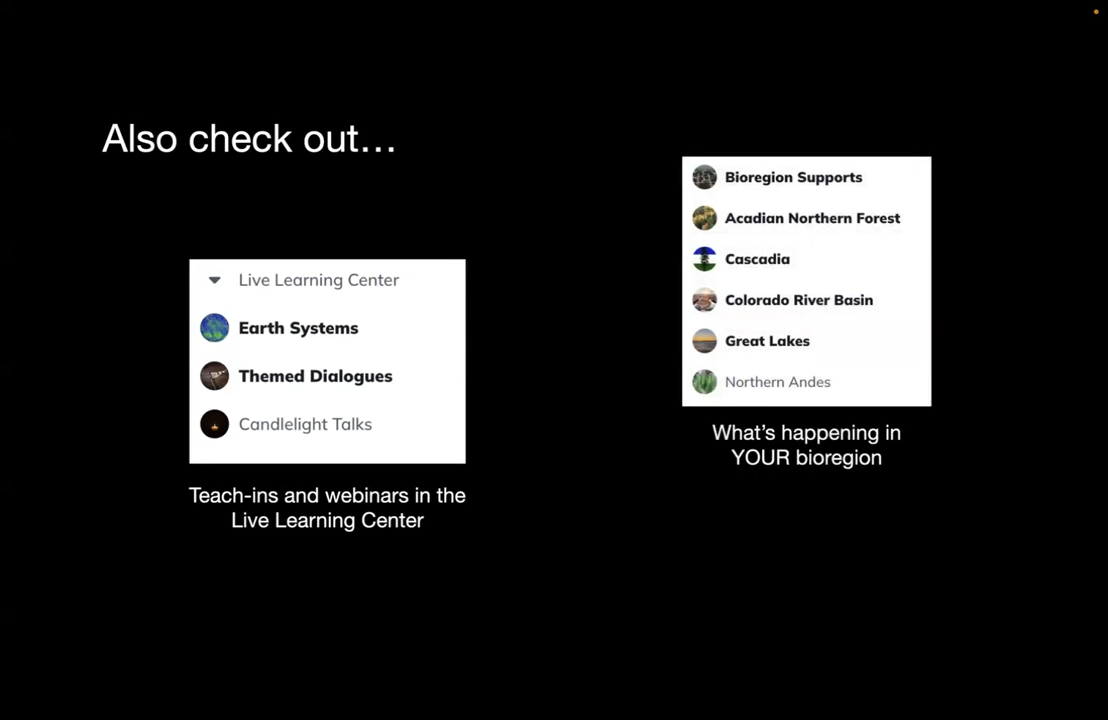 Also check out…
Live Learning Center
Earth Systems
Themed Dialogues
Candlelight Talks
Teach-ins and webinars in the
Live Learning Center
Bioregion Supports
Acadian Northern Forest
Cascadia
Colorado River Basin
Great Lakes
Northern Andes
What’s happening in
YOUR bioregion